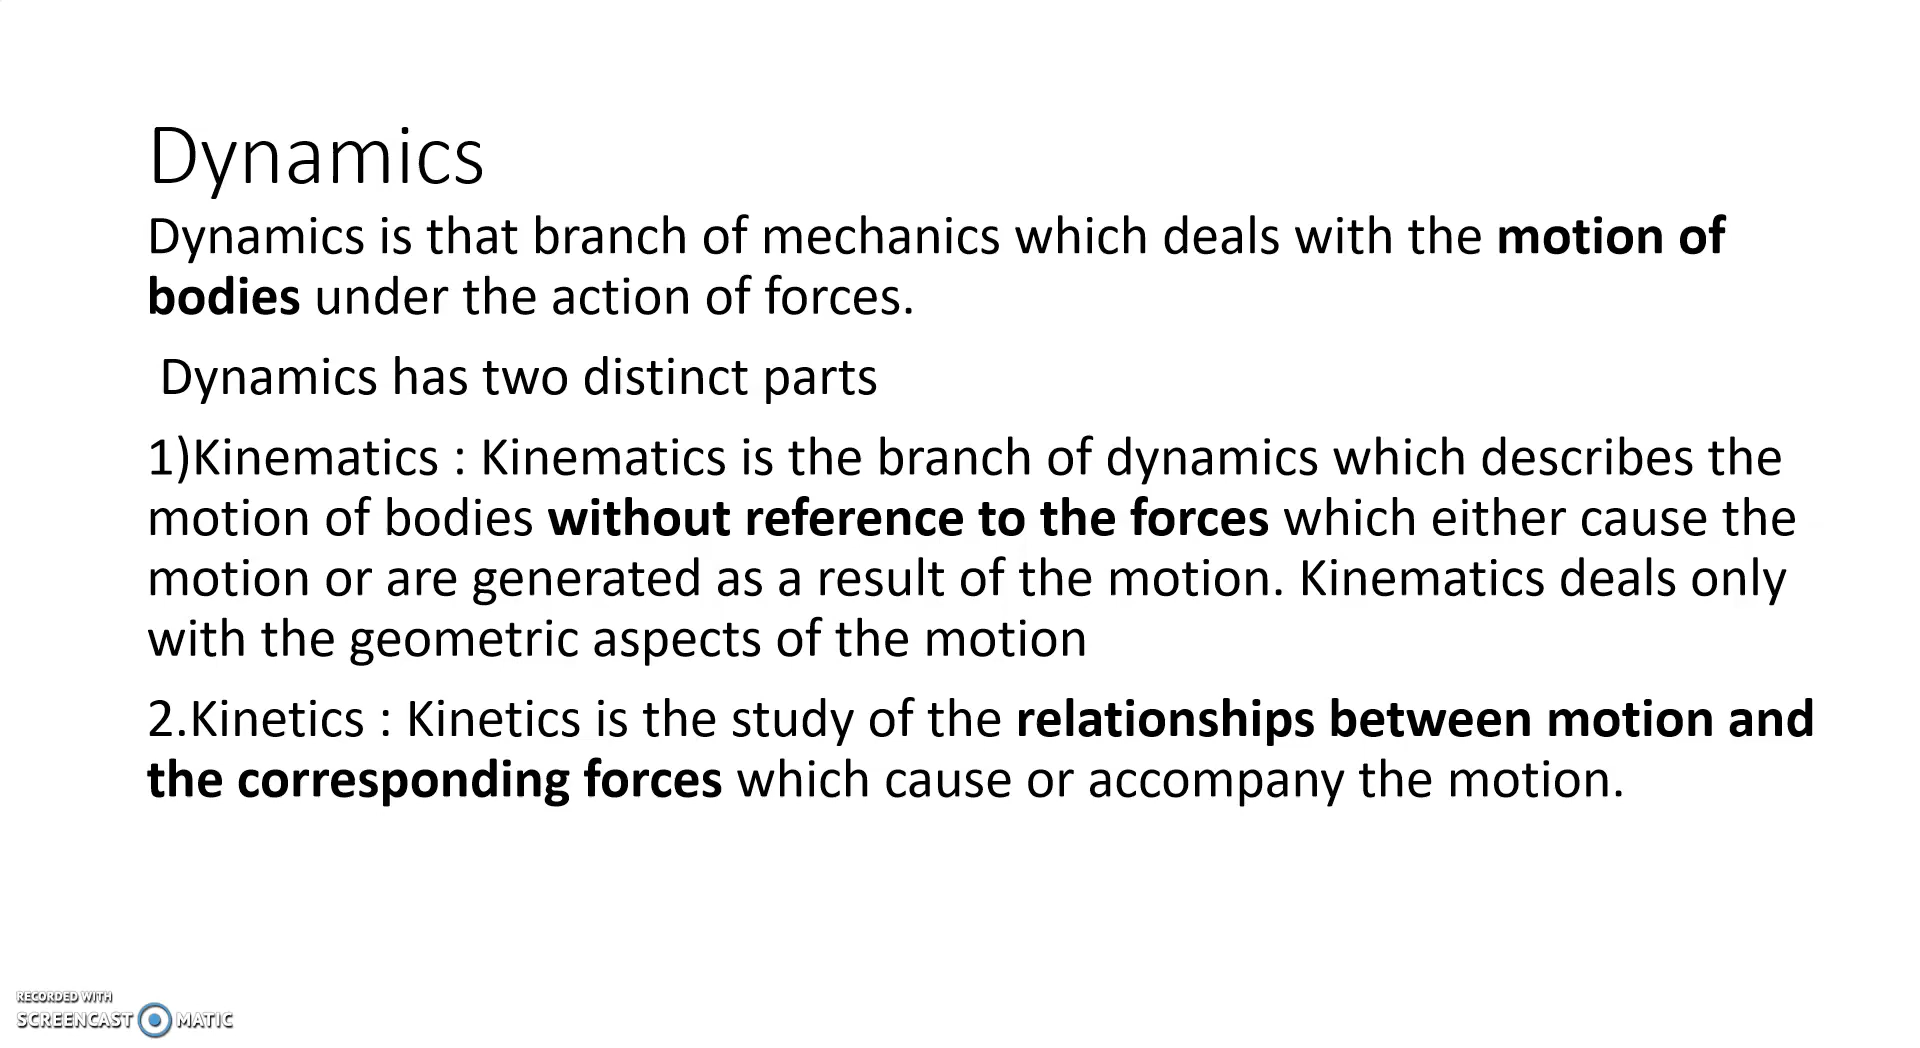 Dynamics
Dynamics is that branch of mechanics which deals with the motion of
bodies under the action of forces.
Dynamics has two distinct parts
1)Kinematics : Kinematics is the branch of dynamics which describes the
motion of bodies without reference to the forces which either cause the
motion or are generated as a result of the motion. Kinematics deals only
with the geometric aspects of the motion
2.Kinetics : Kinetics is the study of the relationships between motion and
the corresponding forces which cause or accompany the motion.
RECORDED WITH
SCREENCAST MATIC